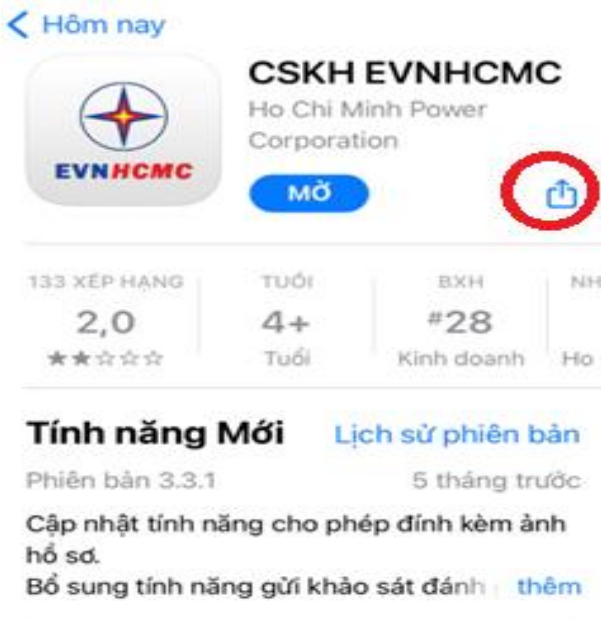 Hôm nay
CSKH EVNHCMC
Ho Chi Minh Power
Corporation
EVNHCMC
MỞ
133 XẾP HẠNG
TUỔI
BXH
NH
2,0
4+
#28
Tuổi
Kinh doanh
Ho
Tính năng Mới
Lịch sử phiên bản
Phiên bản 3.3.1
5 tháng trước
Cập nhật tính năng cho phép đính kèm ảnh
hồ sơ.
Bổ sung tính năng gửi khảo sát đánh
thêm